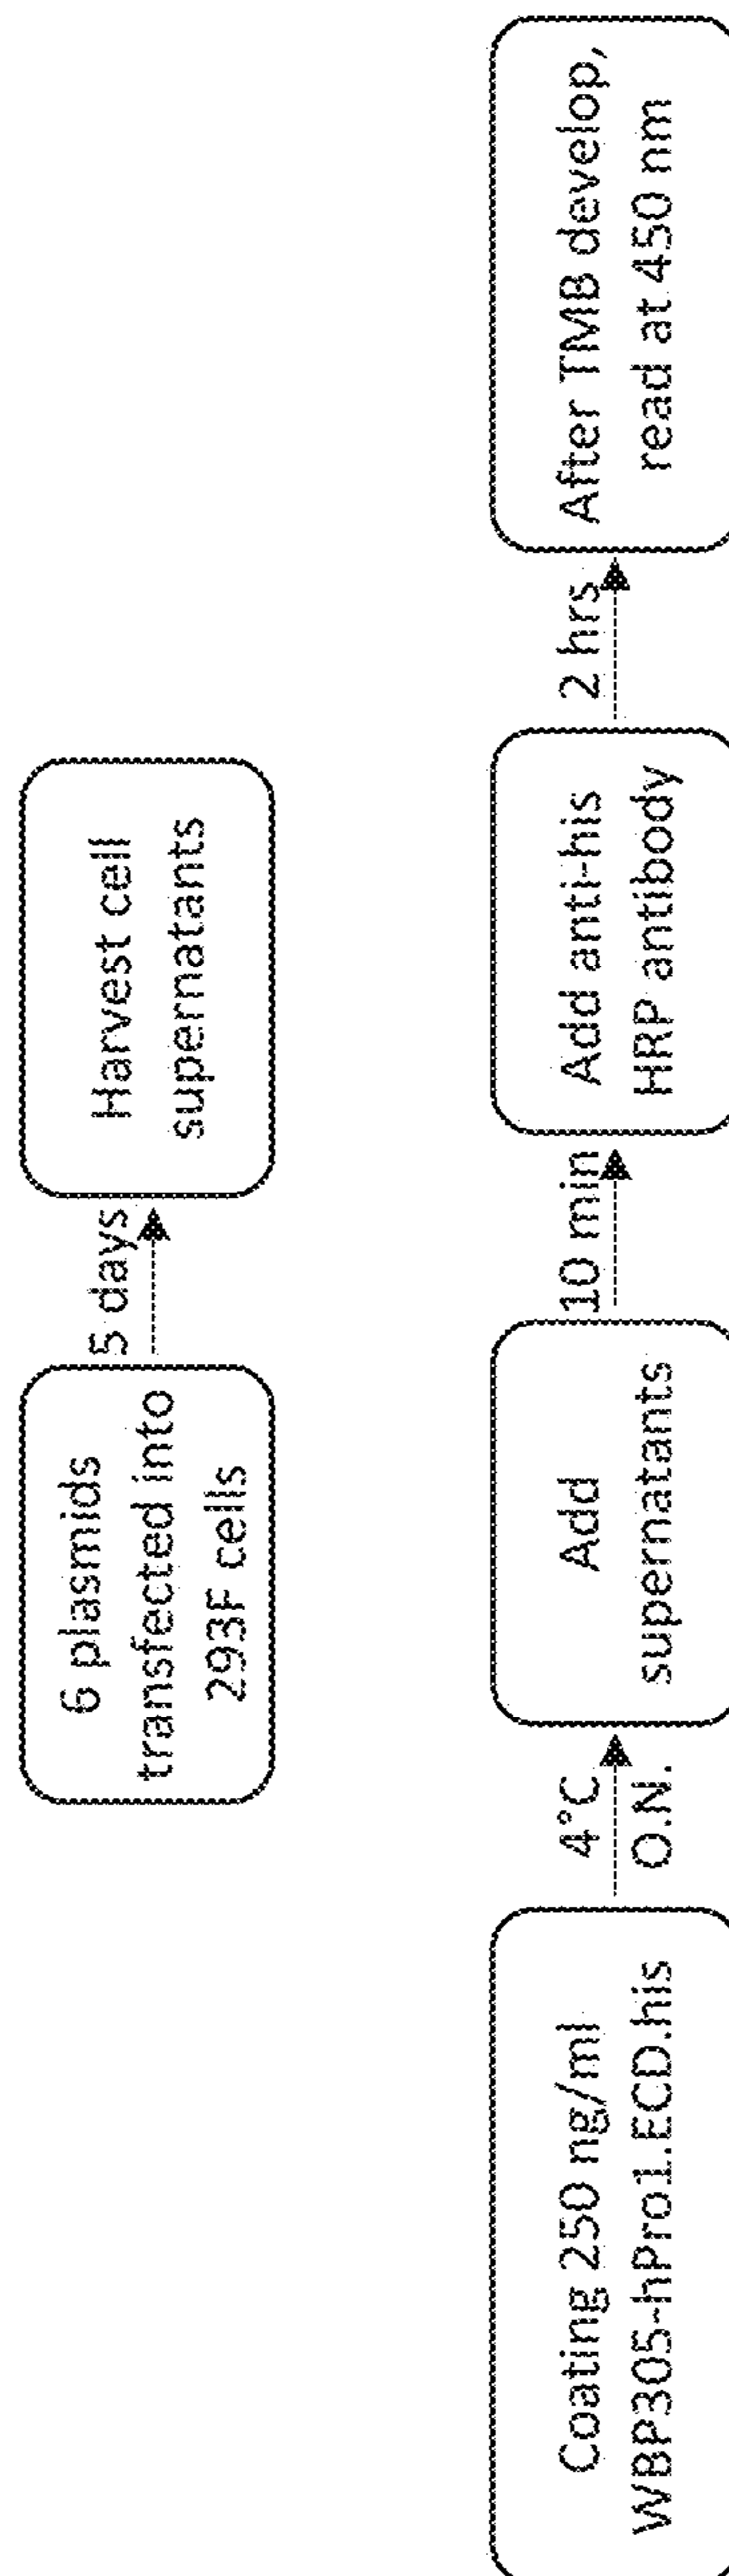 6 plasmids
transfected into
293F cells
5 days
Harvest cell
supernatants
Coating 250 ng/ml
WBP305-hPro1.ECD.his
4°C
O.N.
Add
supernatants
10 min
Add anti-his
HRP antibody
2 hrs
After TMB develop,
read at 450 nm